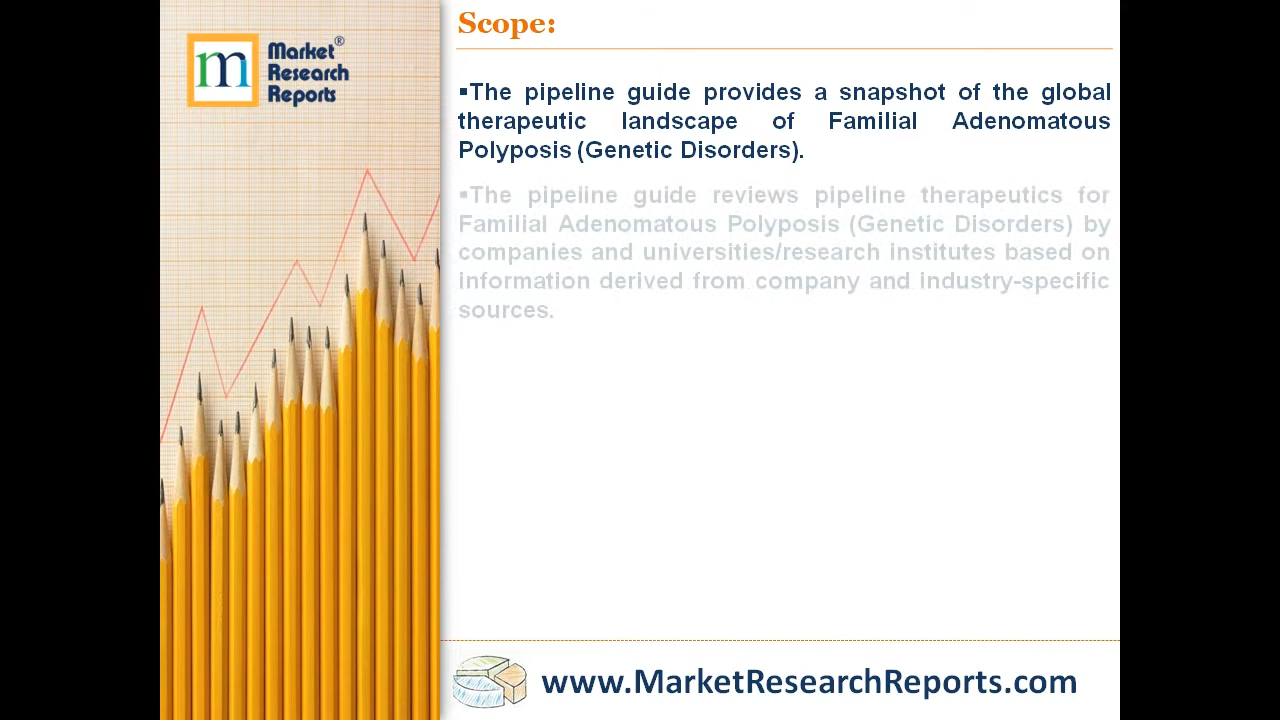 Market®
Research
Reports
Scope:
▪The pipeline guide provides a snapshot of the global
therapeutic landscape of Familial Adenomatous
Polyposis (Genetic Disorders).
▪The pipeline guide reviews pipeline therapeutics for
Familial Adenomatous Polyposis (Genetic Disorders) by
companies and universities/research institutes based on
information derived from company and industry-specific
sources.
www.MarketResearchReports.com